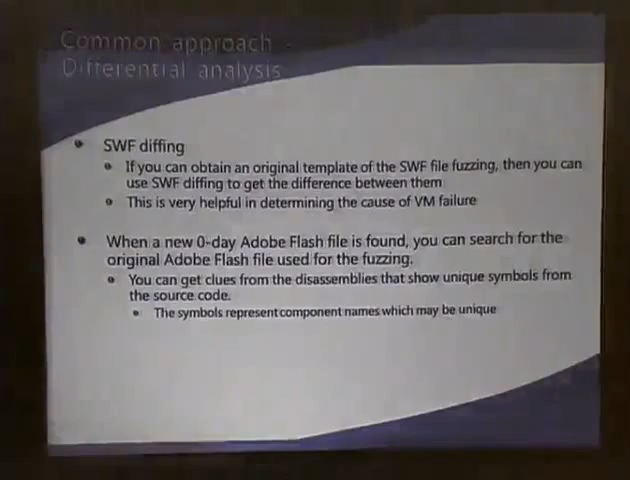 Common approach -
Differential analysis
SWF diffing
If you can obtain an original template of the SWF file fuzzing, then you can
use SWF diffing to get the difference between them
This is very helpful in determining the cause of VM failure
When a new 0-day Adobe Flash file is found, you can search for the
original Adobe Flash file used for the fuzzing.
You can get clues from the disassemblies that show unique symbols from
the source code.
The symbols represent component names which may be unique